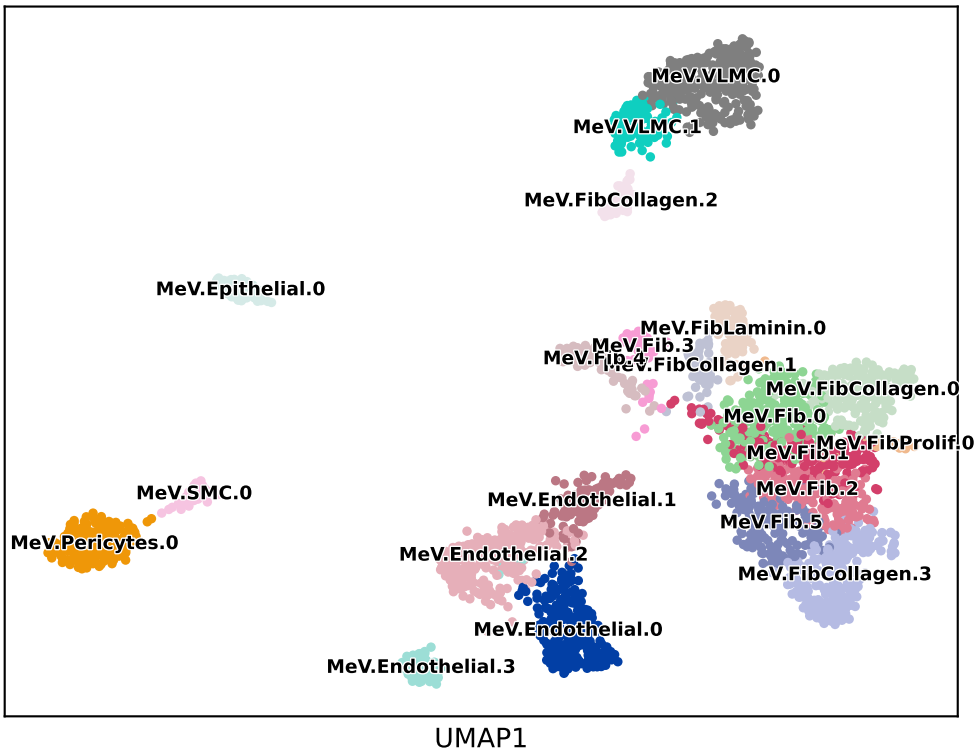 MeV.VLMC.0
MeV.VLMC.1
MeV.FibCollagen.2
MeV.Epithelial.0
MeV.FibLaminin.0
MeV.Fib.3
MeV.Fib.4
MeV.FibCollagen.1
MeV.FibCollagen.0
MeV.Fib.0
MeV.FibProlif.0
MeV.Fib.1
MeV.Fib.2
MeV.SMC.0
MeV.Endothelial.1
MeV.Fib.5
MeV.Pericytes.0
MeV.Endothelial.2
MeV.FibCollagen.3
MeV.Endothelial.0
MeV.Endothelial.3
UMAP1